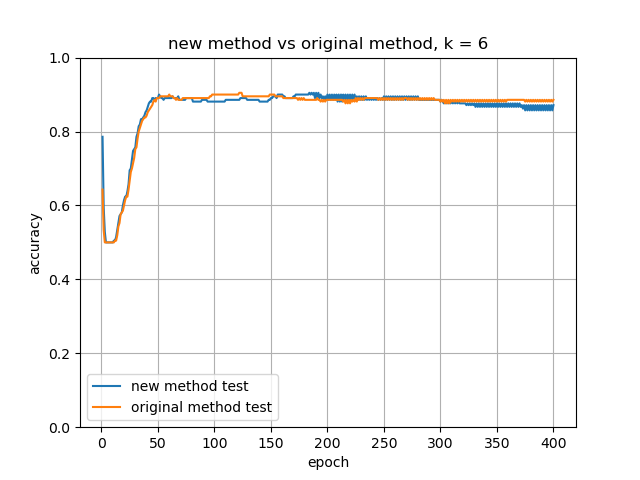 new method vs original method, k = 6
1.0
0.8
0.6
0.4
0.2
0.0
accuracy
new method test
original method test
0 50 100 150 200 250 300 350 400
epoch